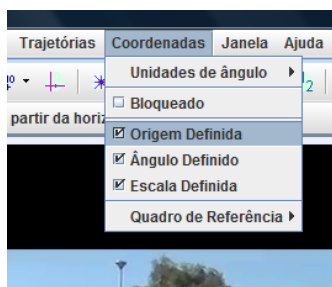 Trajetórias Coordenadas Janela Ajuda
Unidades de ângulo
Bloqueado
partir da horiz
Origem Definida
Ângulo Definido
Escala Definida
Quadro de Referência